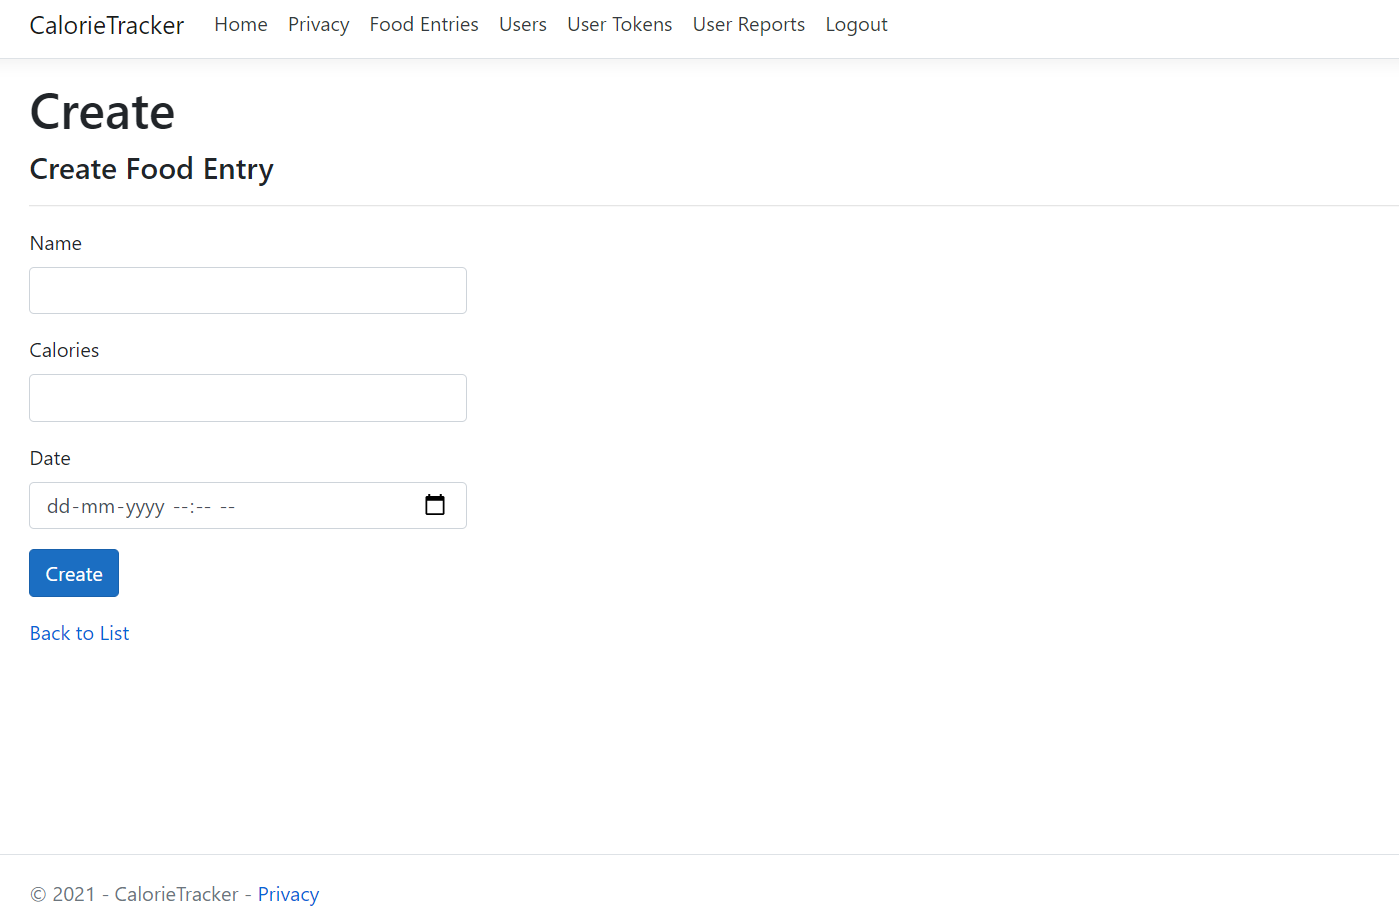 CalorieTracker Home Privacy Food Entries Users User Tokens User Reports Logout
Create
Create Food Entry
Name
Calories
Date
dd-mm-yyyy --:-- --
Create
Back to List
© 2021 - CalorieTracker - Privacy